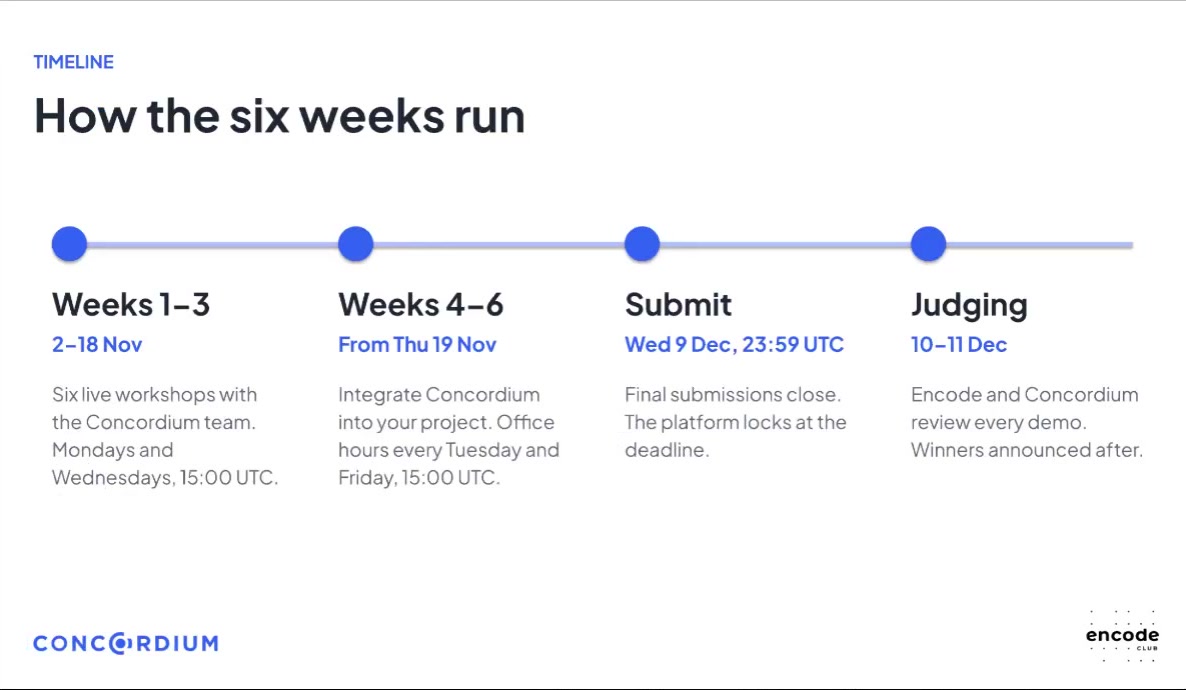 TIMELINE
How the six weeks run
Weeks 1–3
2–18 Nov
Six live workshops with
the Concordium team.
Mondays and
Wednesdays, 15:00 UTC.
Weeks 4–6
From Thu 19 Nov
Integrate Concordium
into your project. Office
hours every Tuesday and
Friday, 15:00 UTC.
Submit
Wed 9 Dec, 23:59 UTC
Final submissions close.
The platform locks at the
deadline.
Judging
10–11 Dec
Encode and Concordium
review every demo.
Winners announced after.
CONCORDIUM
encode
CLUB